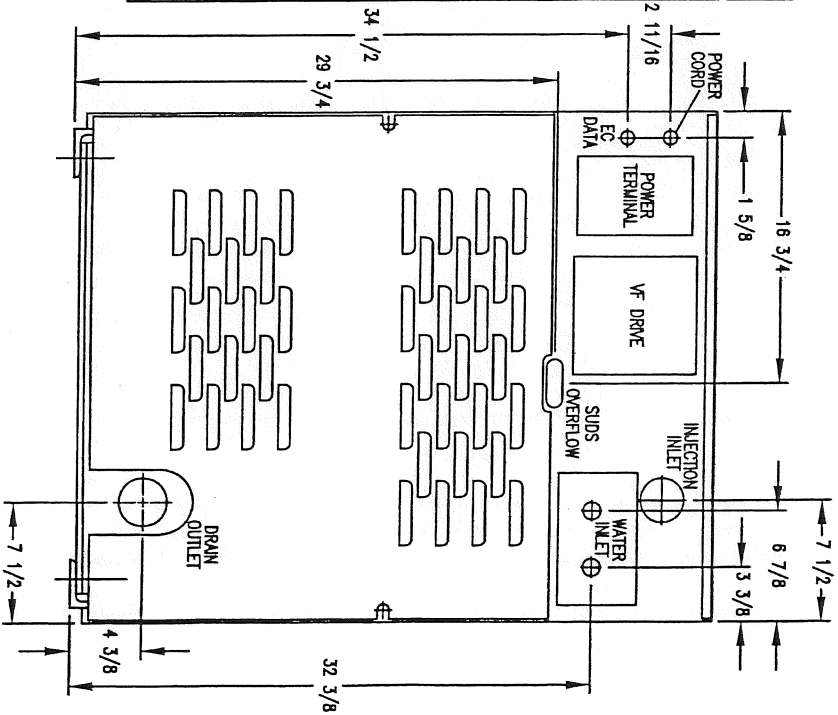 2 11/16
34 1/2
29 3/4
POWER
CORD
EC
DATA
POWER
TERMINAL
1 5/8
16 3/4
VF DRIVE
SUDS
OVERFLOW
INJECTION
INLET
WATER
INLET
7 1/2
6 7/8
3 3/8
DRAIN
OUTLET
7 1/2
4 3/8
32 3/8